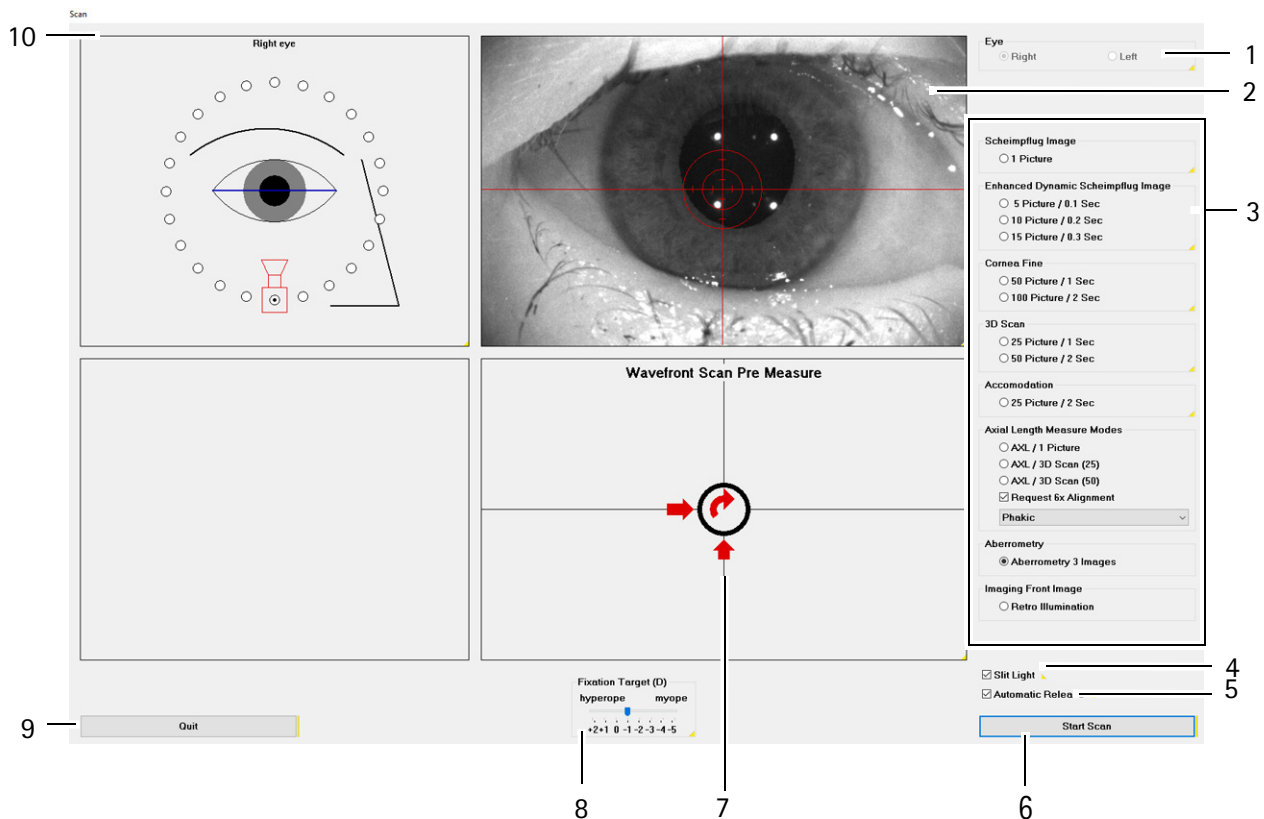 Scan
10
Right eye
Eye
Right Left
1
2
Scheimpflug Image
1 Picture
Enhanced Dynamic Scheimpflug Image
5 Picture / 0.1 Sec
10 Picture / 0.2 Sec
15 Picture / 0.3 Sec
3
Cornea Fine
50 Picture / 1 Sec
100 Picture / 2 Sec
3D Scan
25 Picture / 1 Sec
50 Picture / 2 Sec
Accomodation
25 Picture / 2 Sec
Axial Length Measure Modes
AXL / 1 Picture
AXL / 3D Scan (25)
AXL / 3D Scan (50)
Request 6x Alignment
Phakic
Aberrometry
Aberrometry 3 Images
Imaging Front Image
Retro Illumination
Wavefront Scan Pre Measure
Slit Light
4
Automatic Relea
5
Fixation Target (D)
hyperope myope
+2 +1 0 -1 -2 -3 -4 -5
9
Quit
Start Scan
8
7
6